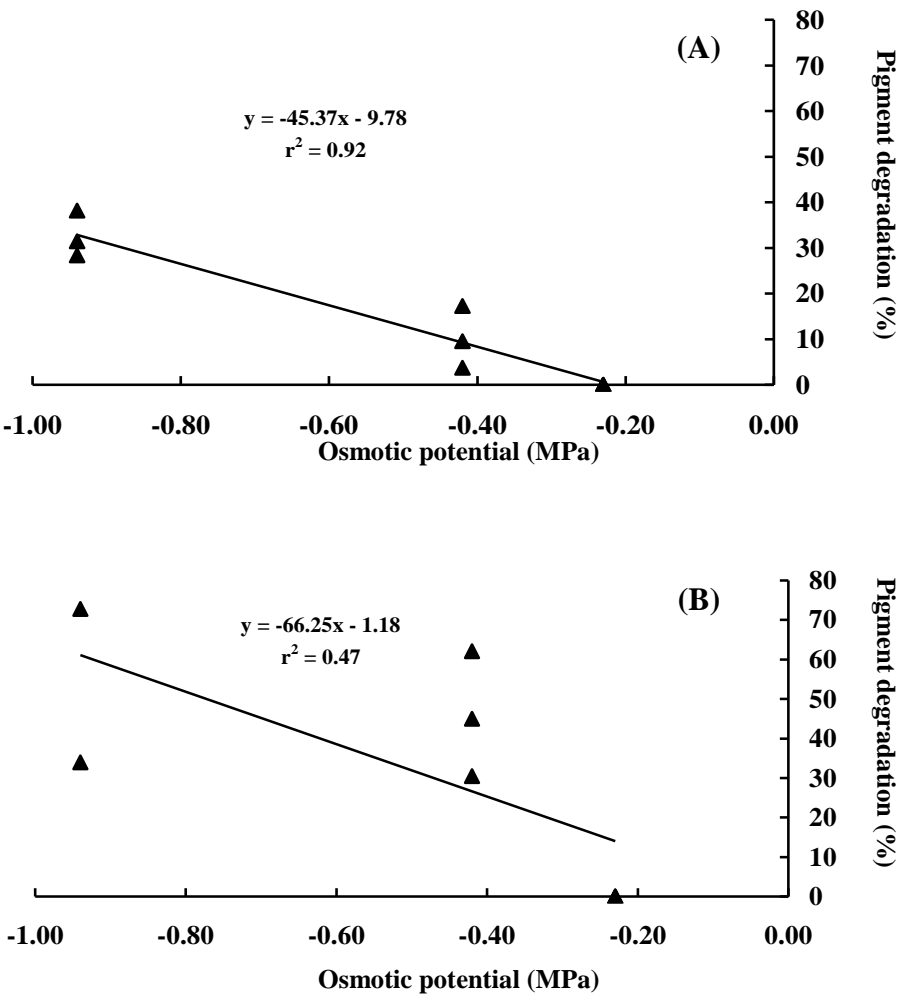 (A)
y = -45.37x - 9.78
r² = 0.92
80
70
60
50
40
30
20
10
0
Pigment degradation (%)
-1.00 -0.80 -0.60 -0.40 -0.20 0.00
Osmotic potential (MPa)
(B)
y = -66.25x - 1.18
r² = 0.47
80
70
60
50
40
30
20
10
0
Pigment degradation (%)
-1.00 -0.80 -0.60 -0.40 -0.20 0.00
Osmotic potential (MPa)